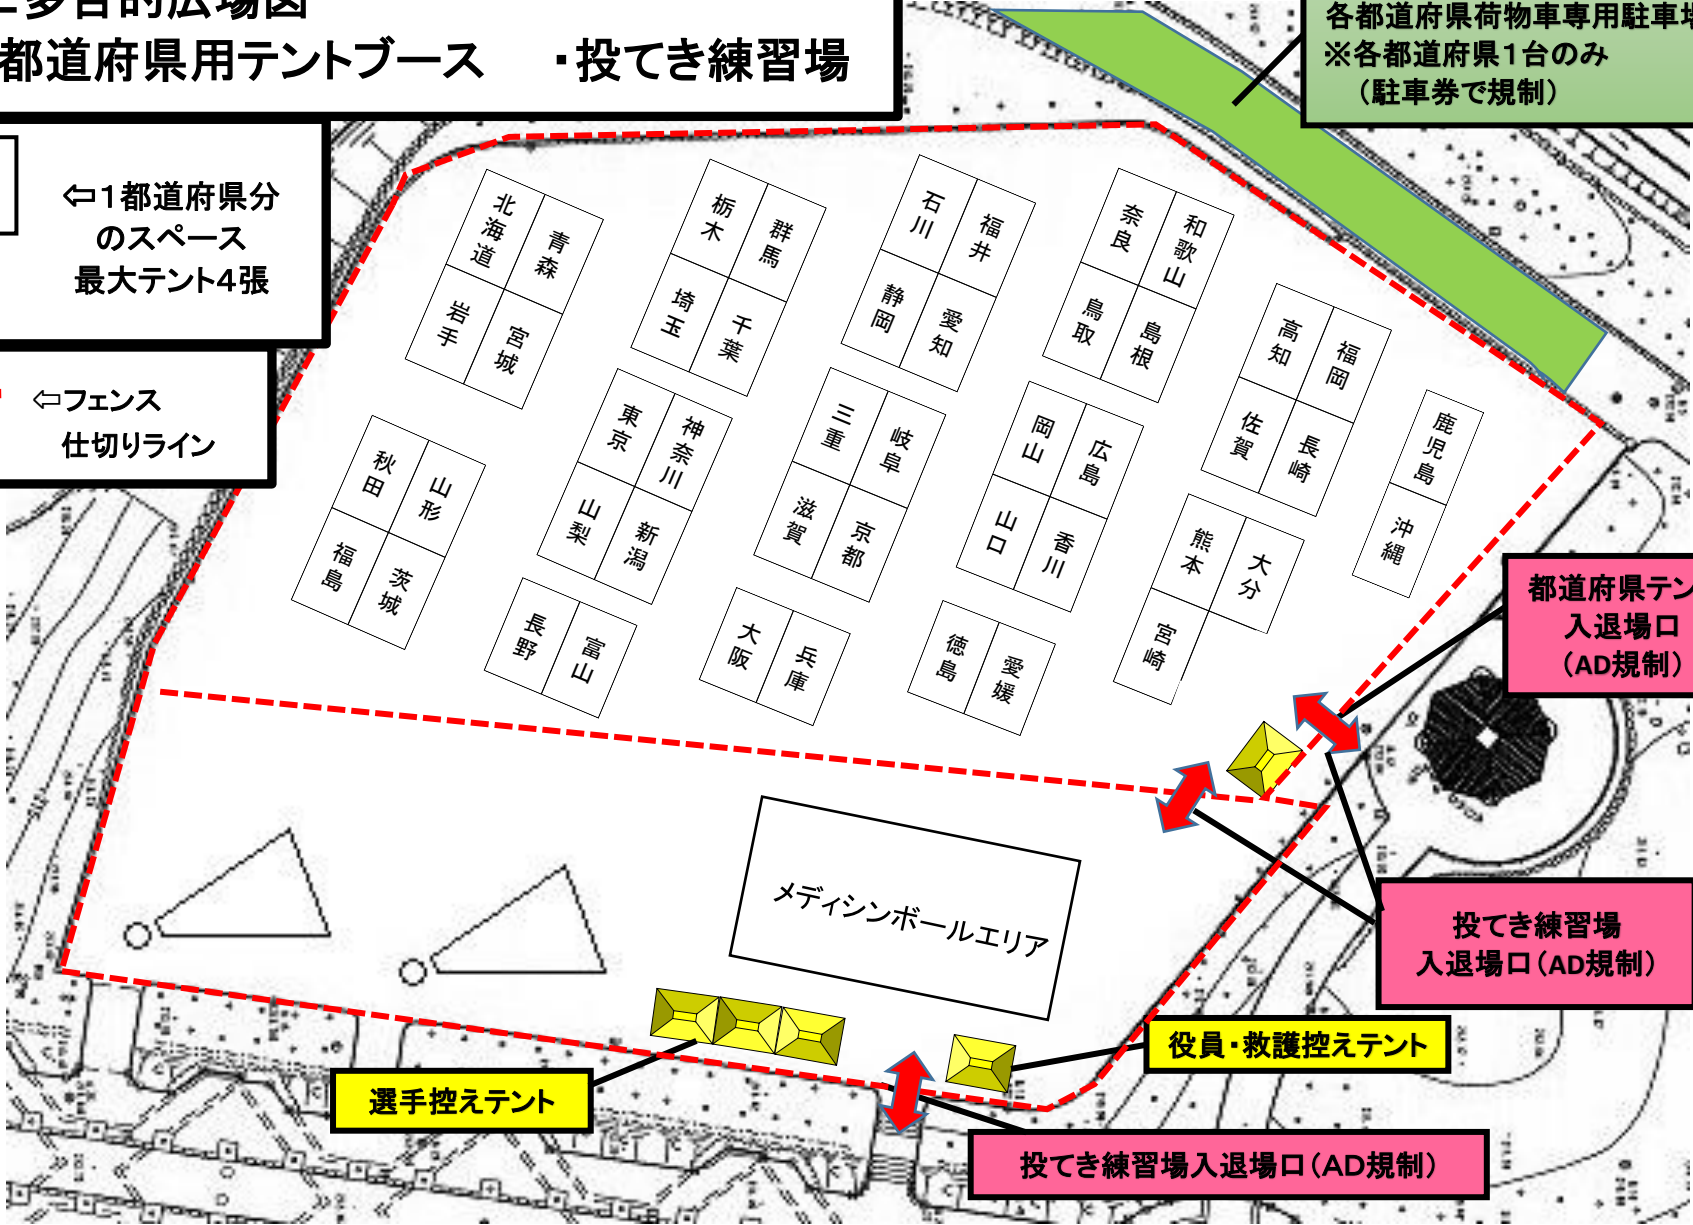 多目的広場図
都道府県用テントブース ・投てき練習場
各都道府県荷物車専用駐車場
※各都道府県1台のみ
（駐車券で規制）
⇦1都道府県分
のスペース
最大テント4張
⇦フェンス
仕切りライン
北海道
青森
岩手
宮城
栃木
群馬
埼玉
千葉
石川
福井
静岡
愛知
奈良
和歌山
鳥取
島根
高知
福岡
佐賀
長崎
鹿児島
沖縄
秋田
山形
福島
茨城
東京
神奈川
山梨
新潟
三重
岐阜
滋賀
京都
岡山
広島
山口
香川
熊本
大分
宮崎
長野
富山
大阪
兵庫
徳島
愛媛
都道府県テン
入退場口
（AD規制）
メディシンボールエリア
投てき練習場
入退場口（AD規制）
役員・救護控えテント
選手控えテント
投てき練習場入退場口（AD規制）